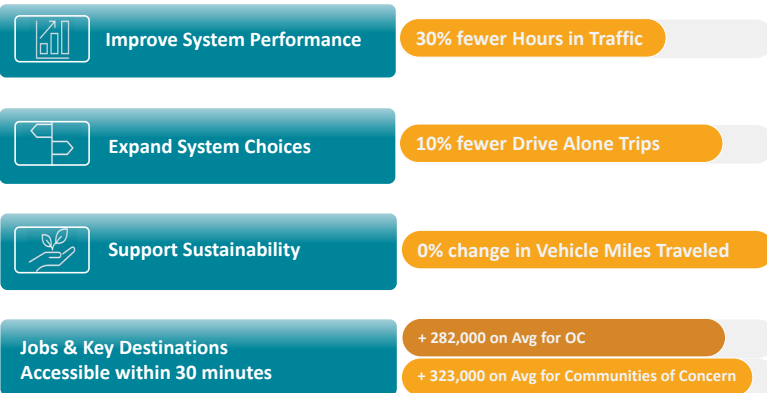 Improve System Performance
30% fewer Hours in Traffic
Expand System Choices
10% fewer Drive Alone Trips
Support Sustainability
0% change in Vehicle Miles Traveled
Jobs & Key Destinations
Accessible within 30 minutes
+ 282,000 on Avg for OC
+ 323,000 on Avg for Communities of Concern